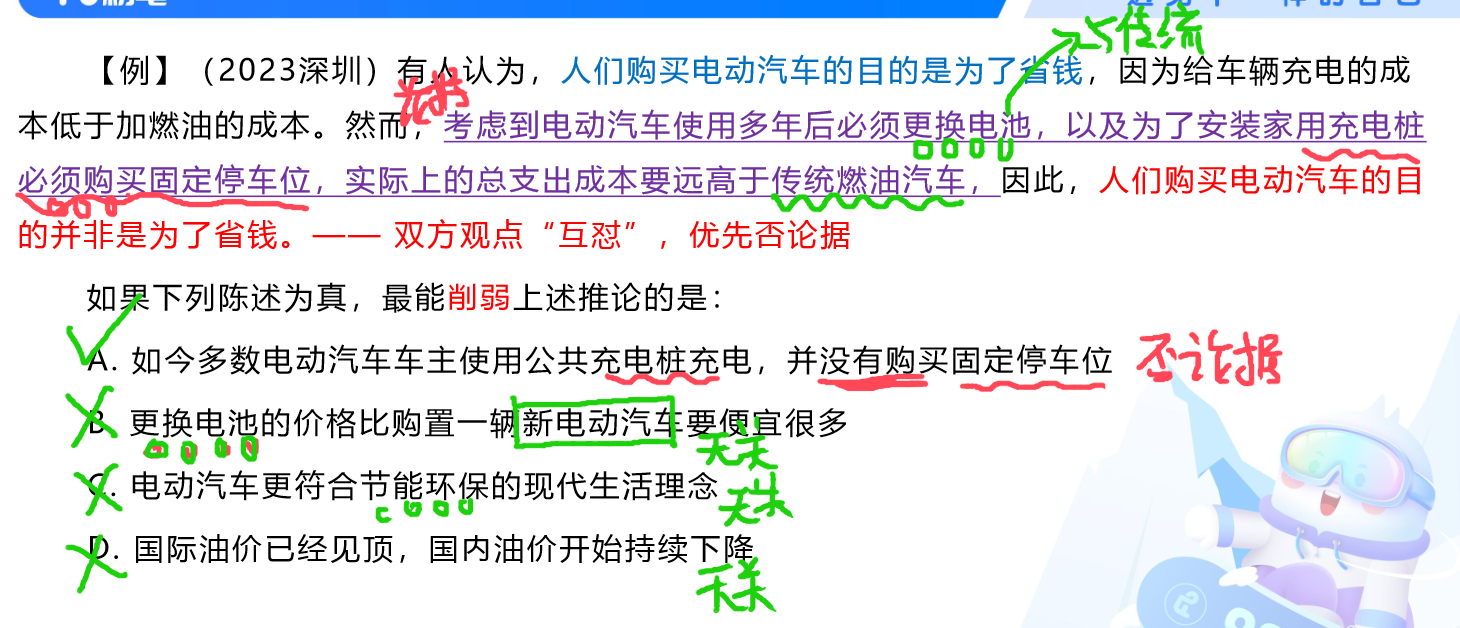 与传统
【例】（2023深圳）有人认为，人们购买电动汽车的目的是为了省钱，因为给车辆充电的成
本低于加燃油的成本。然而，考虑到电动汽车使用多年后必须更换电池，以及为了安装家用充电桩
必须购买固定停车位，实际上的总支出成本要远高于传统燃油汽车，因此，人们购买电动汽车的目
的并非是为了省钱。—— 双方观点“互怼”，优先否论据
如果下列陈述为真，最能削弱上述推论的是：
A. 如今多数电动汽车车主使用公共充电桩充电，并没有购买固定停车位 否论据
B. 更换电池的价格比购置一辆新电动汽车要便宜很多
无关
C. 电动汽车更符合节能环保的现代生活理念
无关
D. 国际油价已经见顶，国内油价开始持续下降
无关